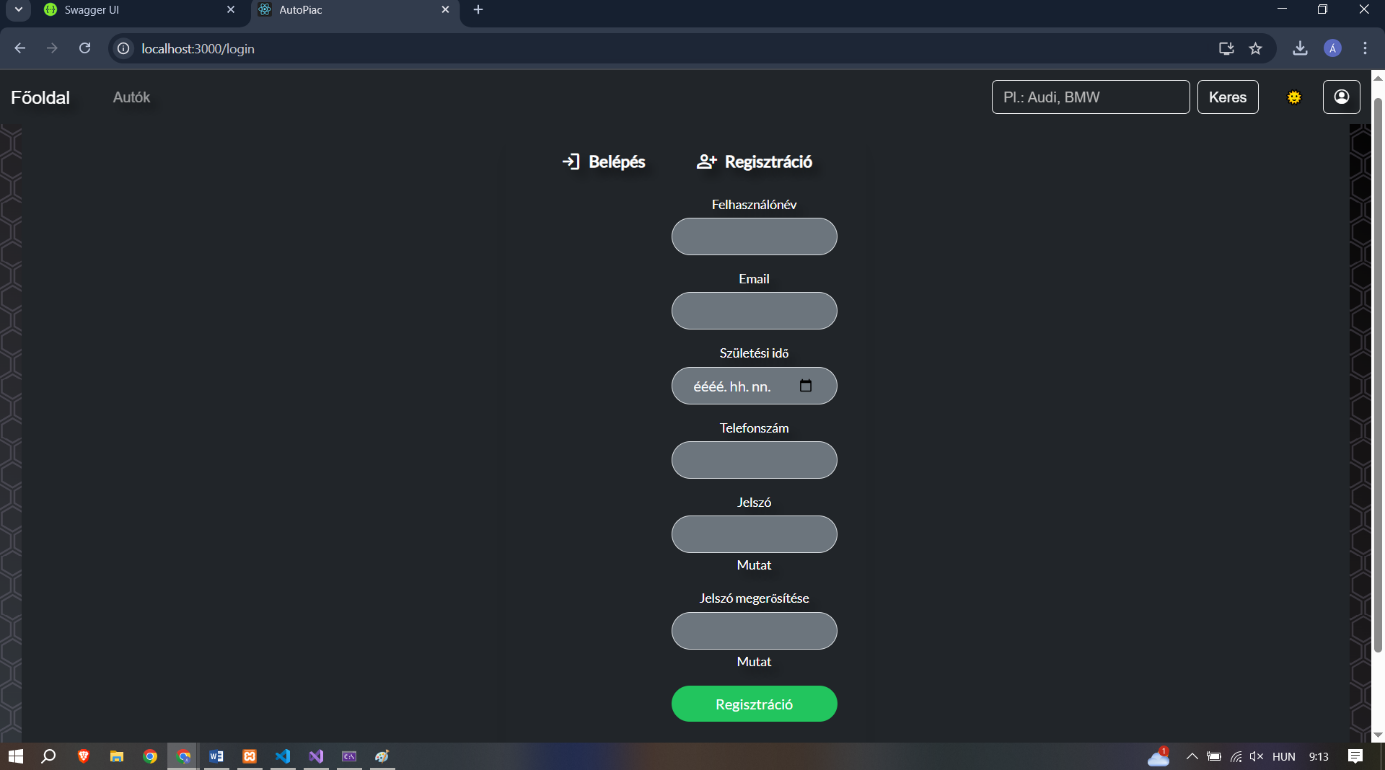 Swagger UI
AutoPiac
localhost:3000/login
Á
Főoldal
Autók
Pl.: Audi, BMW
Keres
Belépés
Regisztráció
Felhasználónév
Email
Születési idő
éééé. hh. nn.
Telefonszám
Jelszó
Mutat
Jelszó megerősítése
Mutat
Regisztráció
1
HUN
9:13